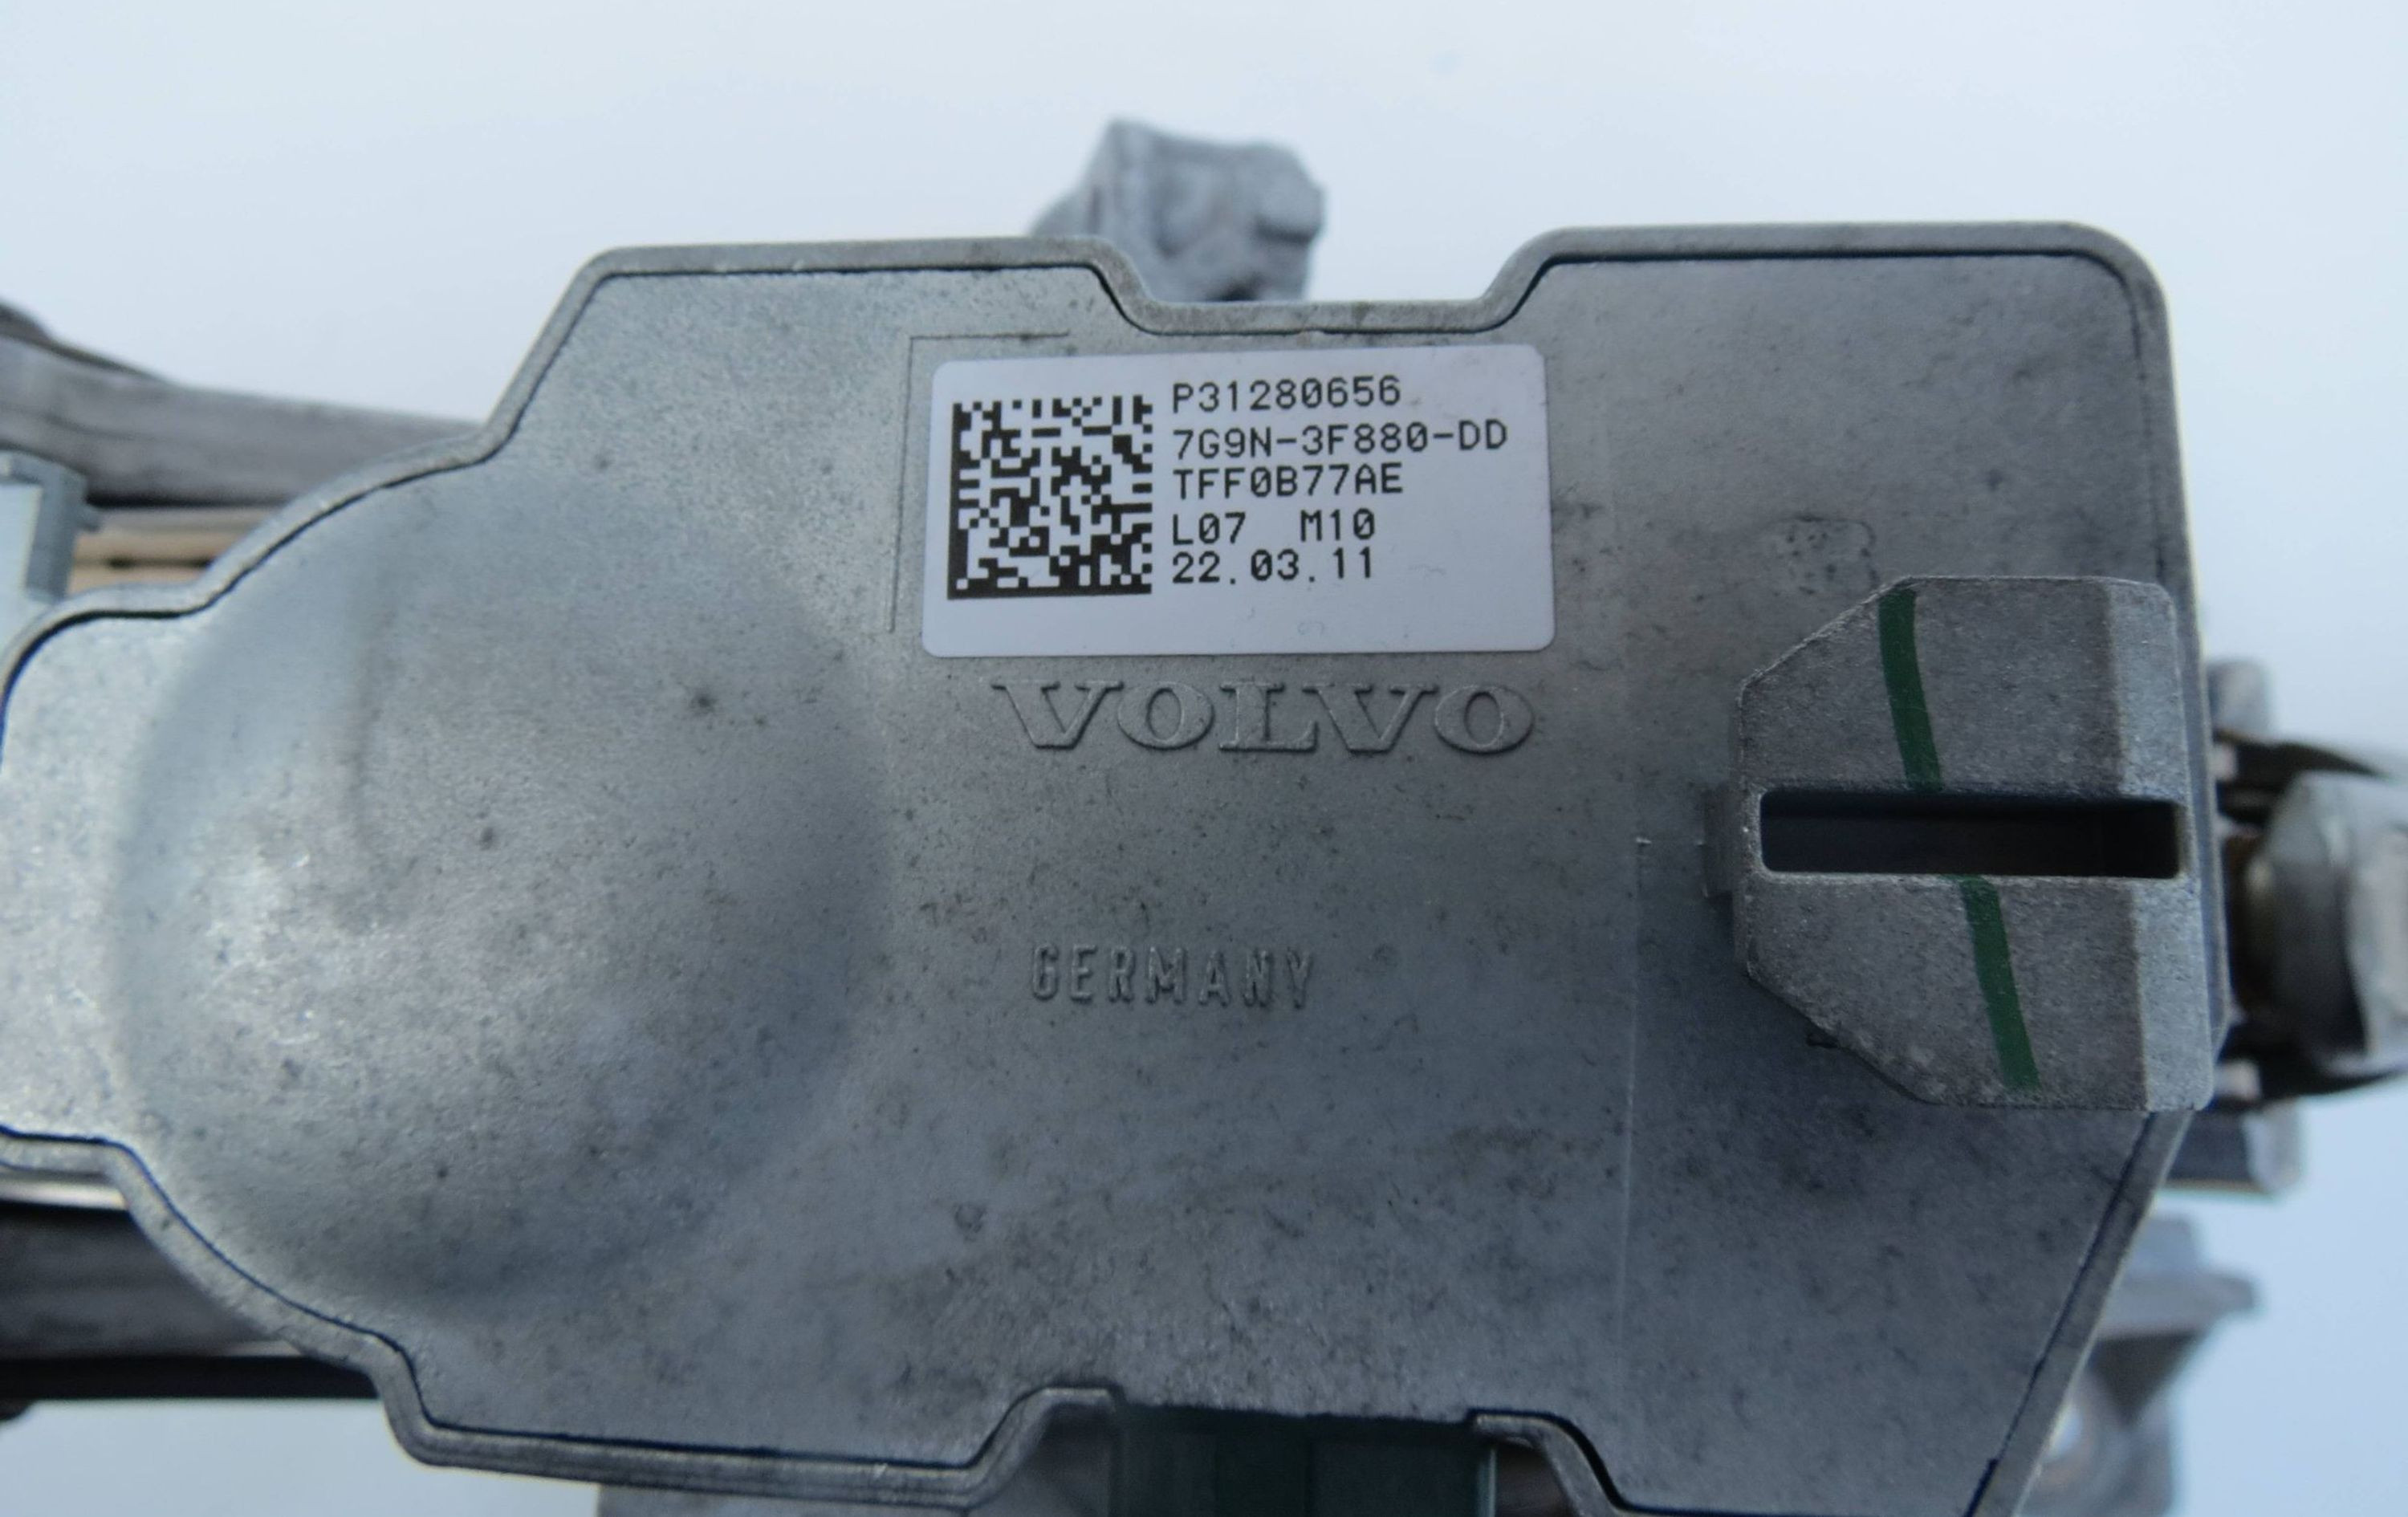 P31280656
7G9N-3F880-DD
TFF0B77AE
L07 M10
22.03.11
VOLVO
GERMANY